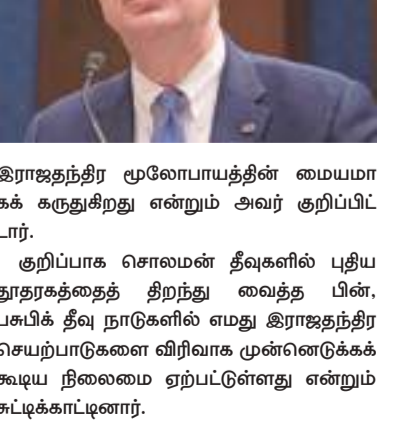 இராஜதந்திர மூலோபாயத்தின் மையமா
கக் கருதுகிறது என்றும் அவர் குறிப்பிட்
டார்.
குறிப்பாக சொலமன் தீவுகளில் புதிய
தூதரகத்தைத் திறந்து வைத்த பின்,
பசுபிக் தீவு நாடுகளில் எமது இராஜதந்திர
செயற்பாடுகளை விரிவாக முன்னெடுக்கக்
கூடிய நிலைமை ஏற்பட்டுள்ளது என்றும்
சுட்டிக்காட்டினார்.